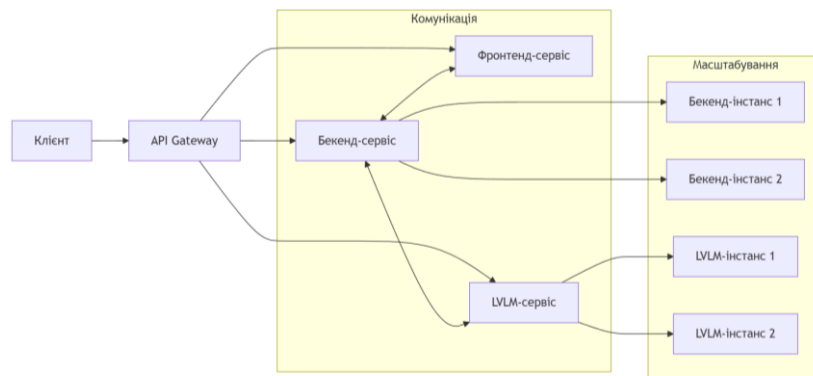 Комунікація
Фронтенд-сервіс
Масштабування
Бекенд-інстанс 1
Клієнт
API Gateway
Бекенд-сервіс
Бекенд-інстанс 2
LVLM-інстанс 1
LVLM-сервіс
LVLM-інстанс 2